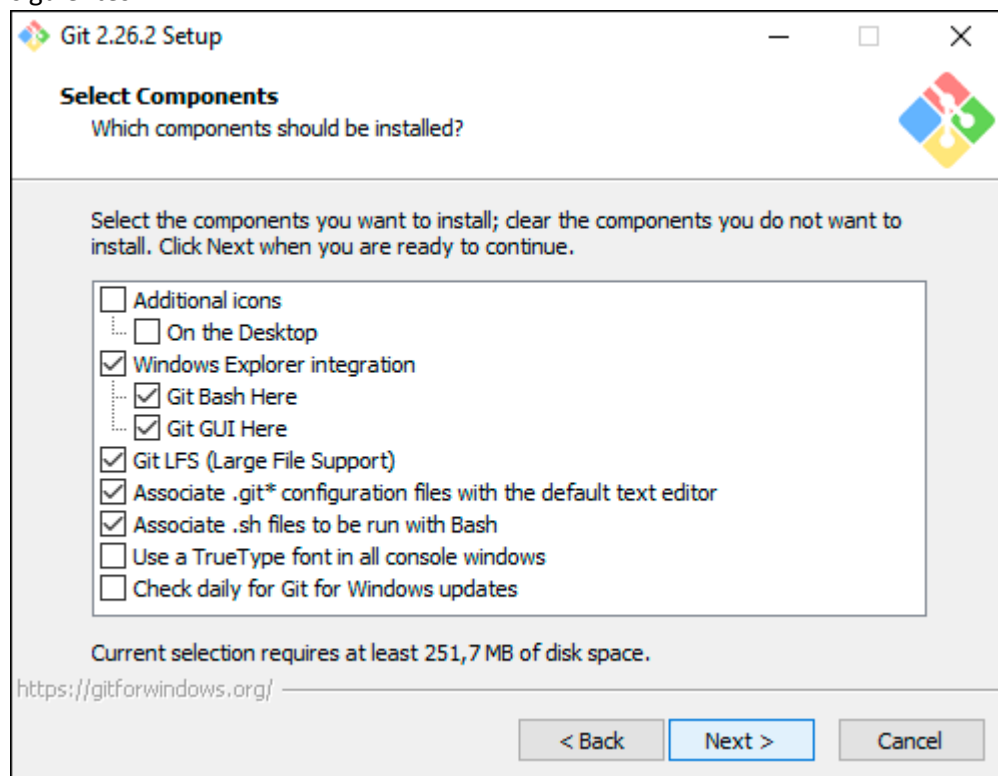 Git 2.26.2 Setup
Select Components
Which components should be installed?
Select the components you want to install; clear the components you do not want to
install. Click Next when you are ready to continue.
Additional icons
On the Desktop
Windows Explorer integration
Git Bash Here
Git GUI Here
Git LFS (Large File Support)
Associate .git* configuration files with the default text editor
Associate .sh files to be run with Bash
Use a TrueType font in all console windows
Check daily for Git for Windows updates
Current selection requires at least 251,7 MB of disk space.
https://gitforwindows.org/
< Back
Next >
Cancel